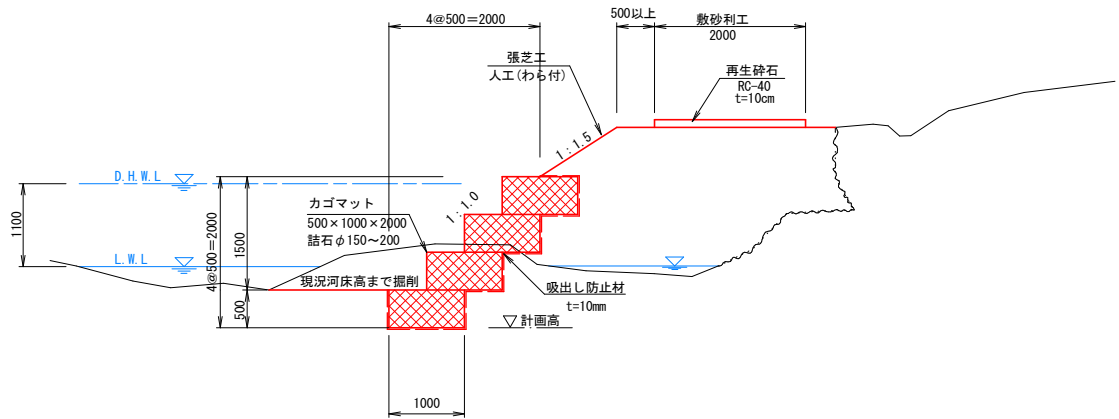 4@500=2000
500以上
敷砂利工
2000
張芝工
人工(わら付)
再生砕石
RC-40
t=10cm
1:1.5
D.H.W.L
1:1.0
カゴマット
500×1000×2000
詰石φ150～200
1100
4@500=2000
1500
L.W.L
現況河床高まで掘削
吸出し防止材
t=10mm
500
計画高
1000